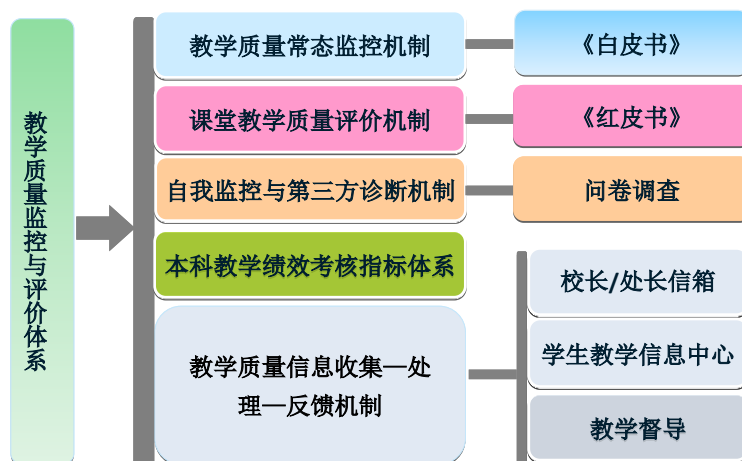 教学质量监控与评价体系
教学质量常态监控机制
《白皮书》
课堂教学质量评价机制
《红皮书》
自我监控与第三方诊断机制
问卷调查
本科教学绩效考核指标体系
教学质量信息收集—处
理—反馈机制
校长/处长信箱
学生教学信息中心
教学督导